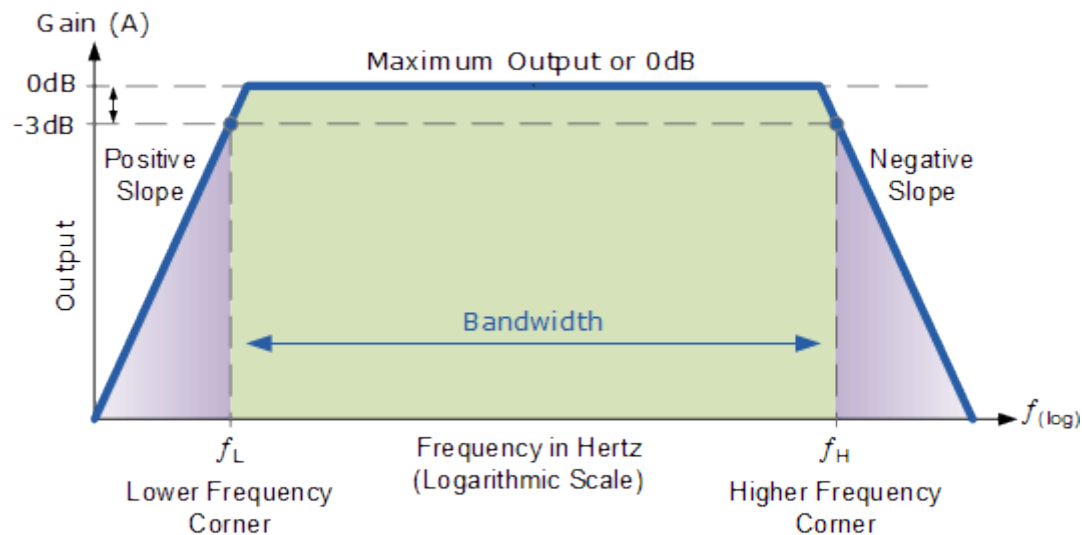 Gain (A)
Maximum Output or 0dB
0dB
-3dB
Positive
Slope
Negative
Slope
Output
Bandwidth
f(log)
fL
Frequency in Hertz
(Logarithmic Scale)
fH
Lower Frequency
Corner
Higher Frequency
Corner